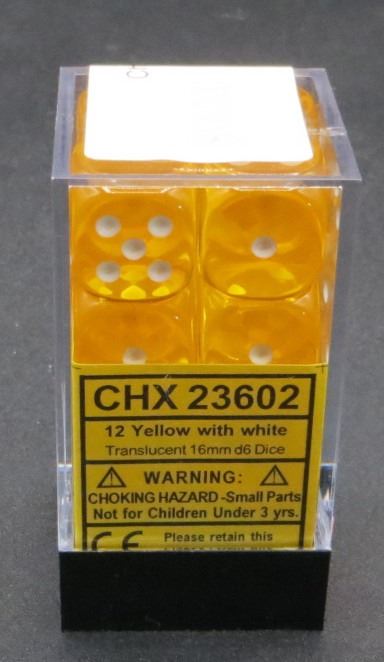 CHX 23602
12 Yellow with white
Translucent 16mm d6 Dice
WARNING:
CHOKING HAZARD -Small Parts
Not for Children Under 3 yrs.
CE Please retain this